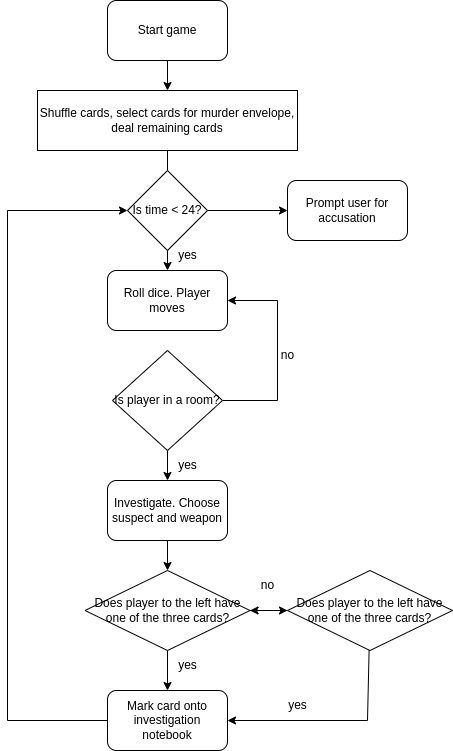 Start game
Shuffle cards, select cards for murder envelope,
deal remaining cards
Is time < 24?
Prompt user for
accusation
yes
Roll dice. Player
moves
no
Is player in a room?
yes
Investigate. Choose
suspect and weapon
no
Does player to the left have
one of the three cards?
Does player to the left have
one of the three cards?
yes
yes
Mark card onto
investigation
notebook